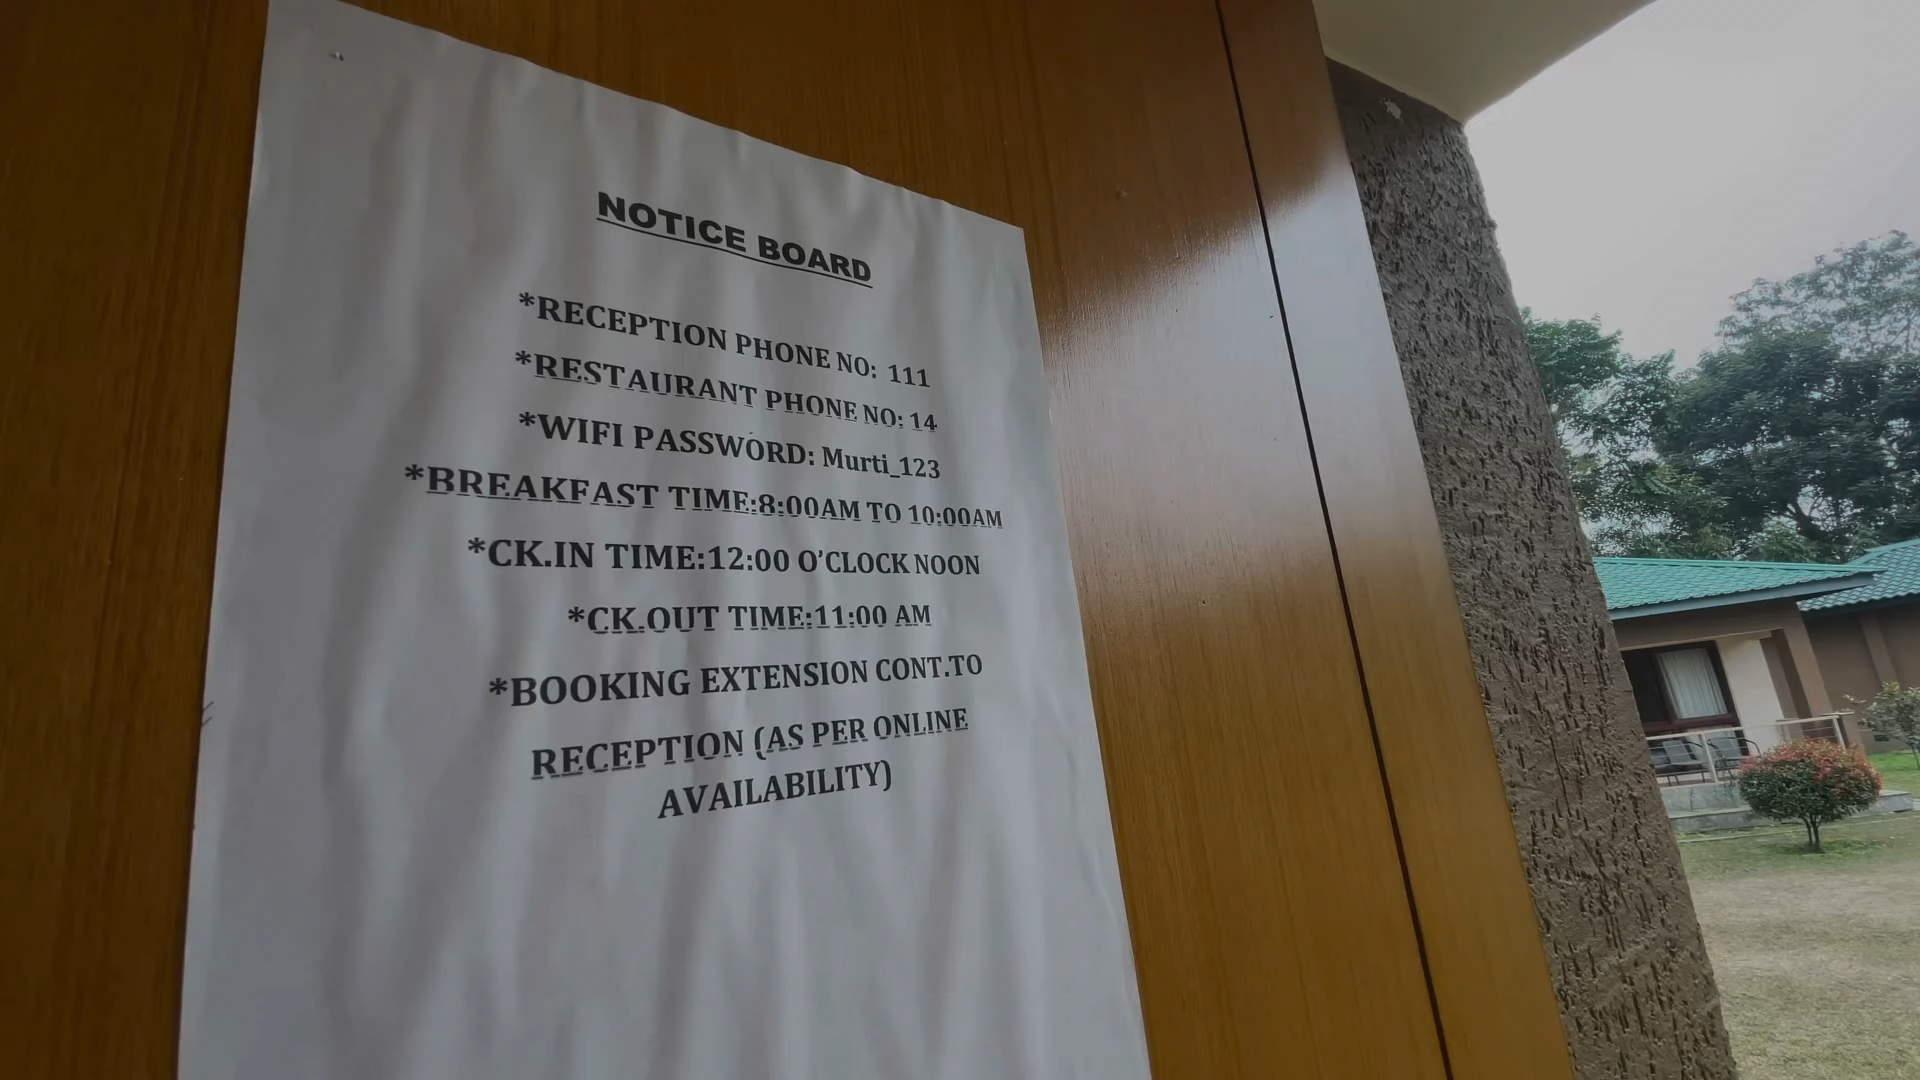 NOTICE BOARD
*RECEPTION PHONE NO: 111
*RESTAURANT PHONE NO: 14
*WIFI PASSWORD: Murti_123
*BREAKFAST TIME:8:00AM TO 10:00AM
*CK.IN TIME:12:00 O’CLOCK NOON
*CK.OUT TIME:11:00 AM
*BOOKING EXTENSION CONT.TO
RECEPTION (AS PER ONLINE
AVAILABILITY)